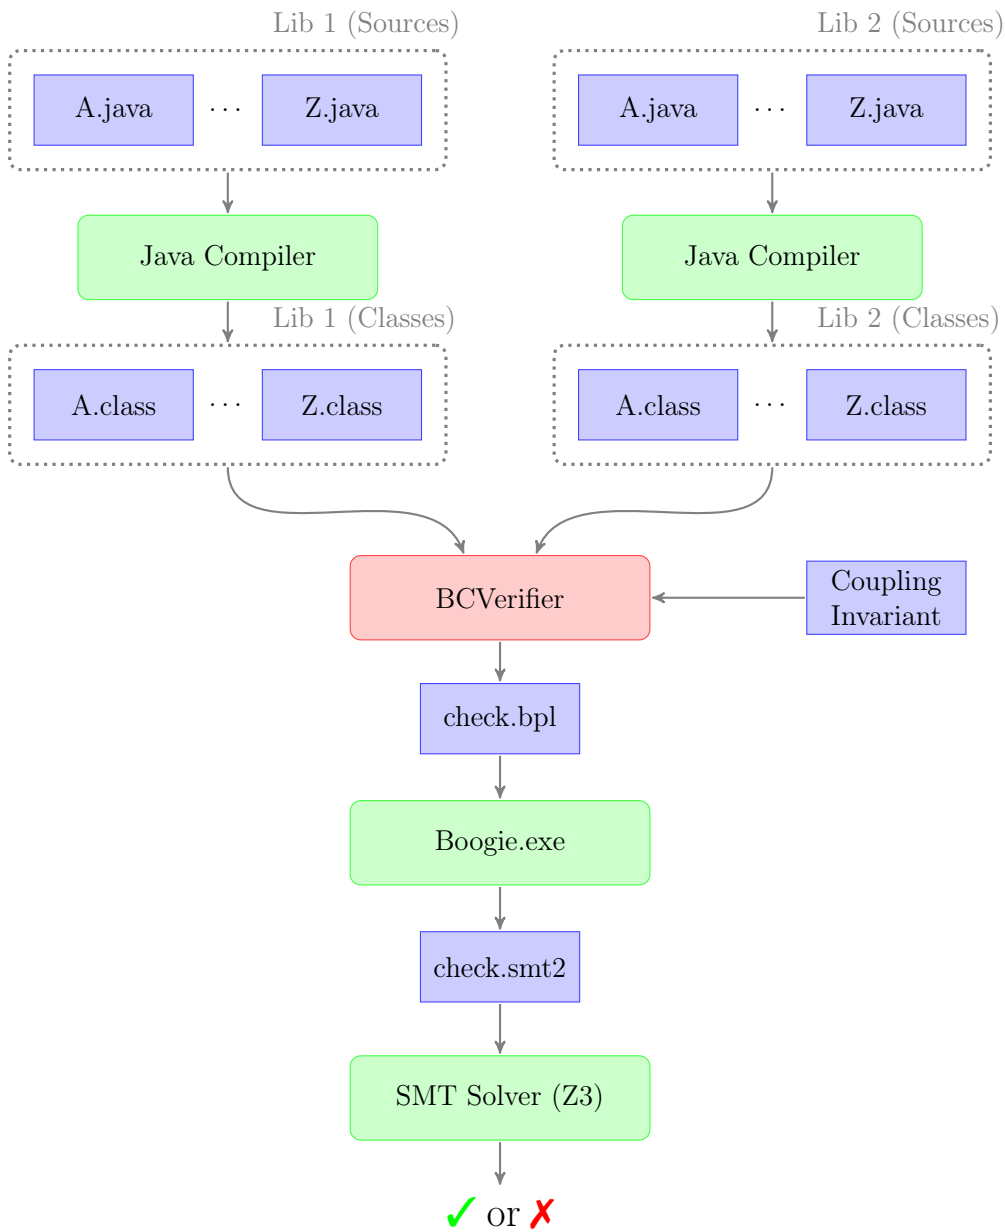 Lib 1 (Sources)
Lib 2 (Sources)
A.java ··· Z.java
A.java ··· Z.java
Java Compiler
Java Compiler
Lib 1 (Classes)
Lib 2 (Classes)
A.class ··· Z.class
A.class ··· Z.class
BCVerifier
Coupling
Invariant
check.bpl
Boogie.exe
check.smt2
SMT Solver (Z3)
✓ or ✗